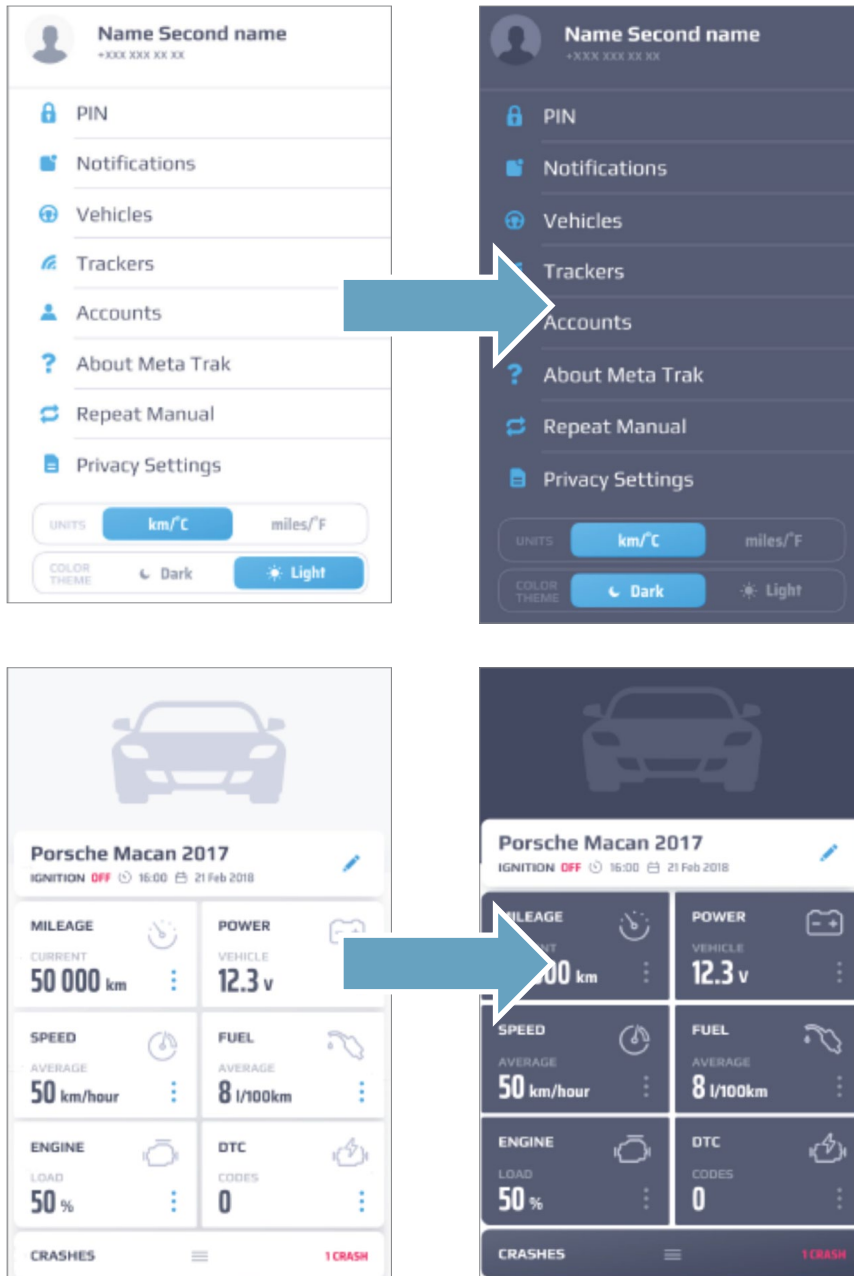 Name Second name
+XXX XXX XX XX
PIN
Notifications
Vehicles
Trackers
Accounts
About Meta Trak
Repeat Manual
Privacy Settings
UNITS km/°C miles/°F
COLOR THEME Dark Light
Name Second name
+XXX XXX XX XX
PIN
Notifications
Vehicles
Trackers
Accounts
About Meta Trak
Repeat Manual
Privacy Settings
UNITS km/°C miles/°F
COLOR THEME Dark Light
Porsche Macan 2017
IGNITION OFF 16:00 21 Feb 2018
MILEAGE POWER
CURRENT VEHICLE
50 000 km 12.3 v
SPEED FUEL
AVERAGE AVERAGE
50 km/hour 8 l/100km
ENGINE DTC
LOAD CODES
50 % 0
CRASHES 1 CRASH
Porsche Macan 2017
IGNITION OFF 16:00 21 Feb 2018
POWER
VEHICLE
km 12.3 v
SPEED FUEL
AVERAGE AVERAGE
50 km/hour 8 l/100km
ENGINE DTC
LOAD CODES
50 % 0
CRASHES 1 CRASH